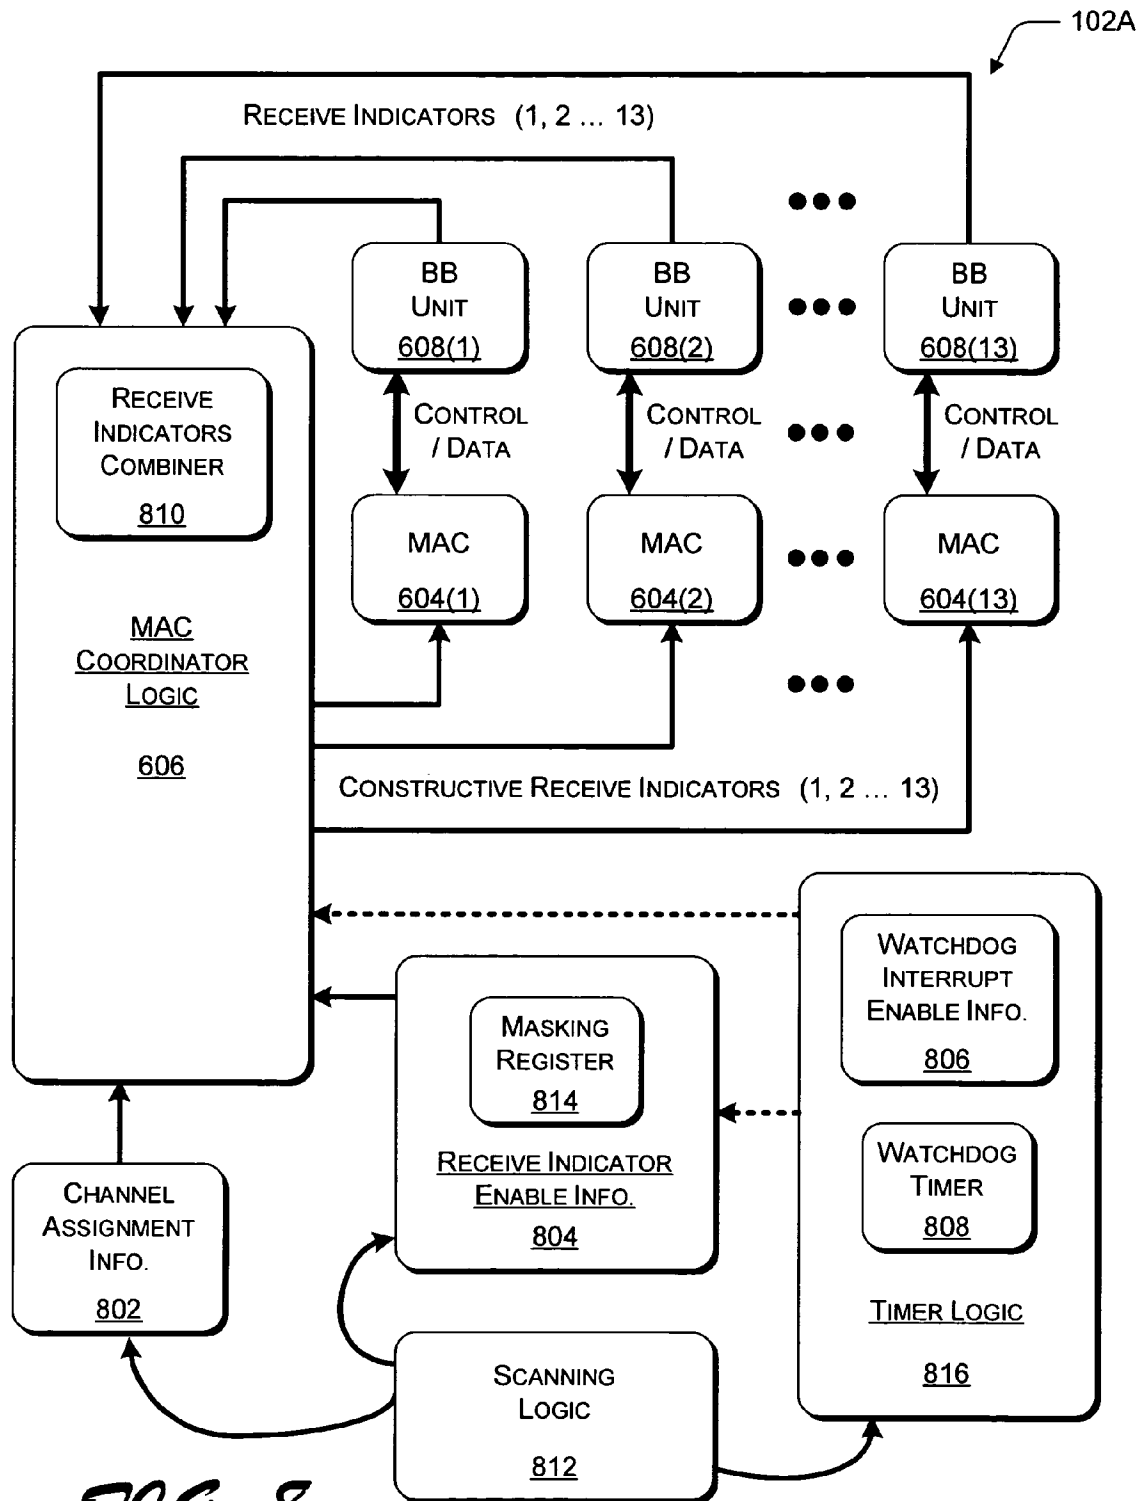 102A
RECEIVE INDICATORS (1, 2 ... 13)
BB
UNIT
608(1)
BB
UNIT
608(2)
BB
UNIT
608(13)
RECEIVE
INDICATORS
COMBINER
810
CONTROL
/ DATA
CONTROL
/ DATA
CONTROL
/ DATA
MAC
604(1)
MAC
604(2)
MAC
604(13)
MAC
COORDINATOR
LOGIC
606
CONSTRUCTIVE RECEIVE INDICATORS (1, 2 ... 13)
WATCHDOG
INTERRUPT
ENABLE INFO.
806
MASKING
REGISTER
814
RECEIVE INDICATOR
ENABLE INFO.
804
WATCHDOG
TIMER
808
TIMER LOGIC
816
CHANNEL
ASSIGNMENT
INFO.
802
SCANNING
LOGIC
812
FIG. 8